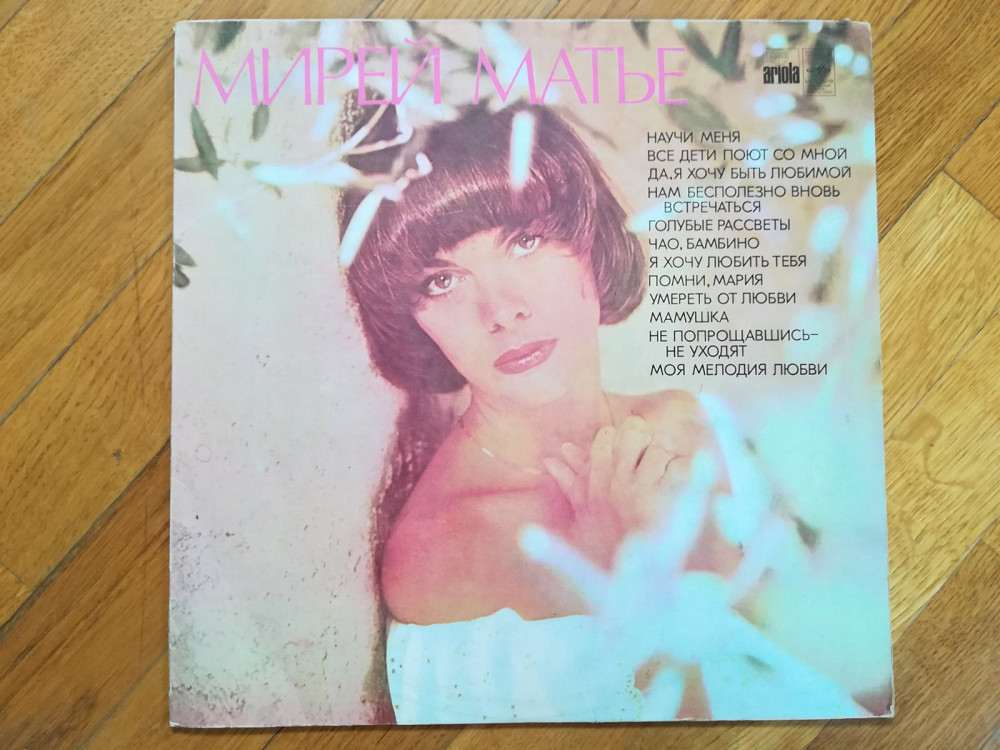 МИРЕЙ МАТЬЕ
ariola
НАУЧИ МЕНЯ
ВСЕ ДЕТИ ПОЮТ СО МНОЙ
ДА, Я ХОЧУ БЫТЬ ЛЮБИМОЙ
НАМ БЕСПОЛЕЗНО ВНОВЬ
ВСТРЕЧАТЬСЯ
ГОЛУБЫЕ РАССВЕТЫ
ЧАО, БАМБИНО
Я ХОЧУ ЛЮБИТЬ ТЕБЯ
ПОМНИ, МАРИЯ
УМЕРЕТЬ ОТ ЛЮБВИ
МАМУШКА
НЕ ПОПРОЩАВШИСЬ–
НЕ УХОДЯТ
МОЯ МЕЛОДИЯ ЛЮБВИ